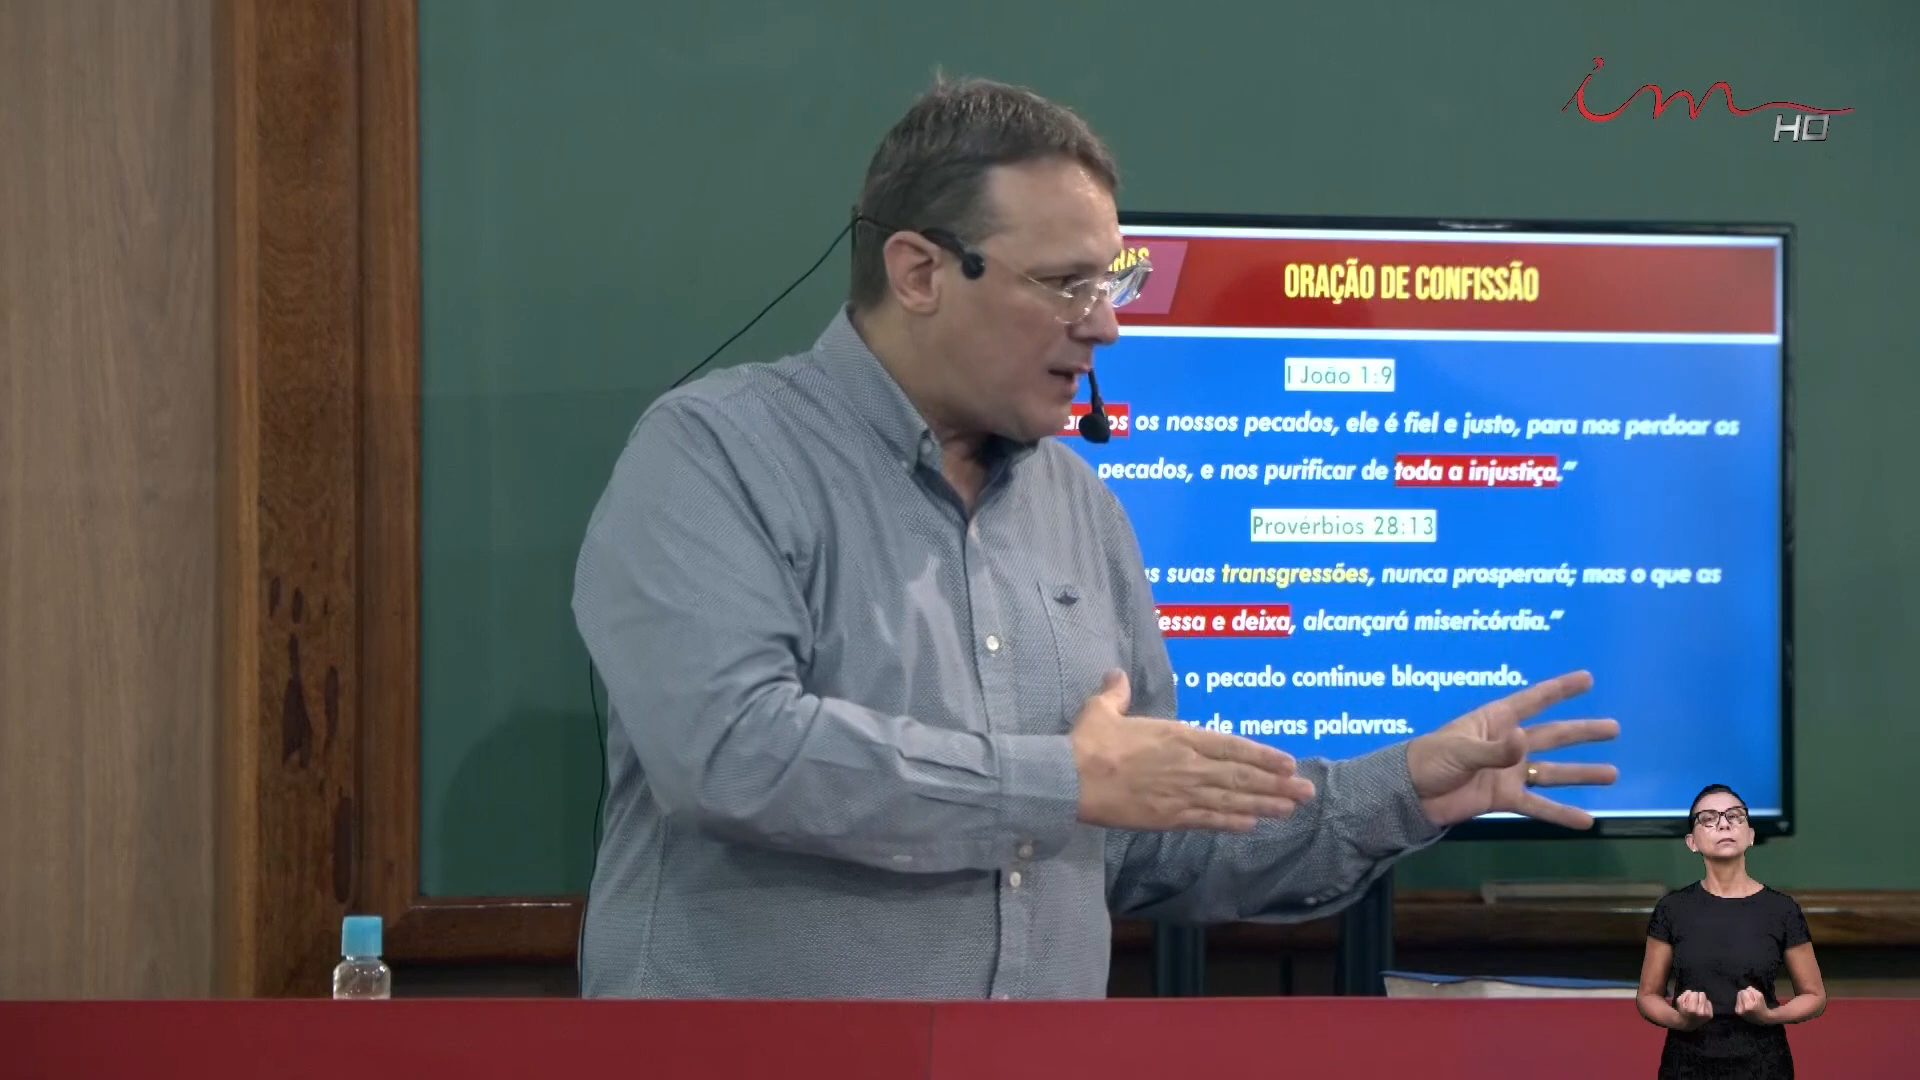 im
HD
ORAÇÃO DE CONFISSÃO
I João 1:9
os nossos pecados, ele é fiel e justo, para nos perdoar os
pecados, e nos purificar de toda a injustiça.”
Provérbios 28:13
suas transgressões, nunca prosperará; mas o que as
e deixa, alcançará misericórdia.”
o pecado continue bloqueando.
de meras palavras.